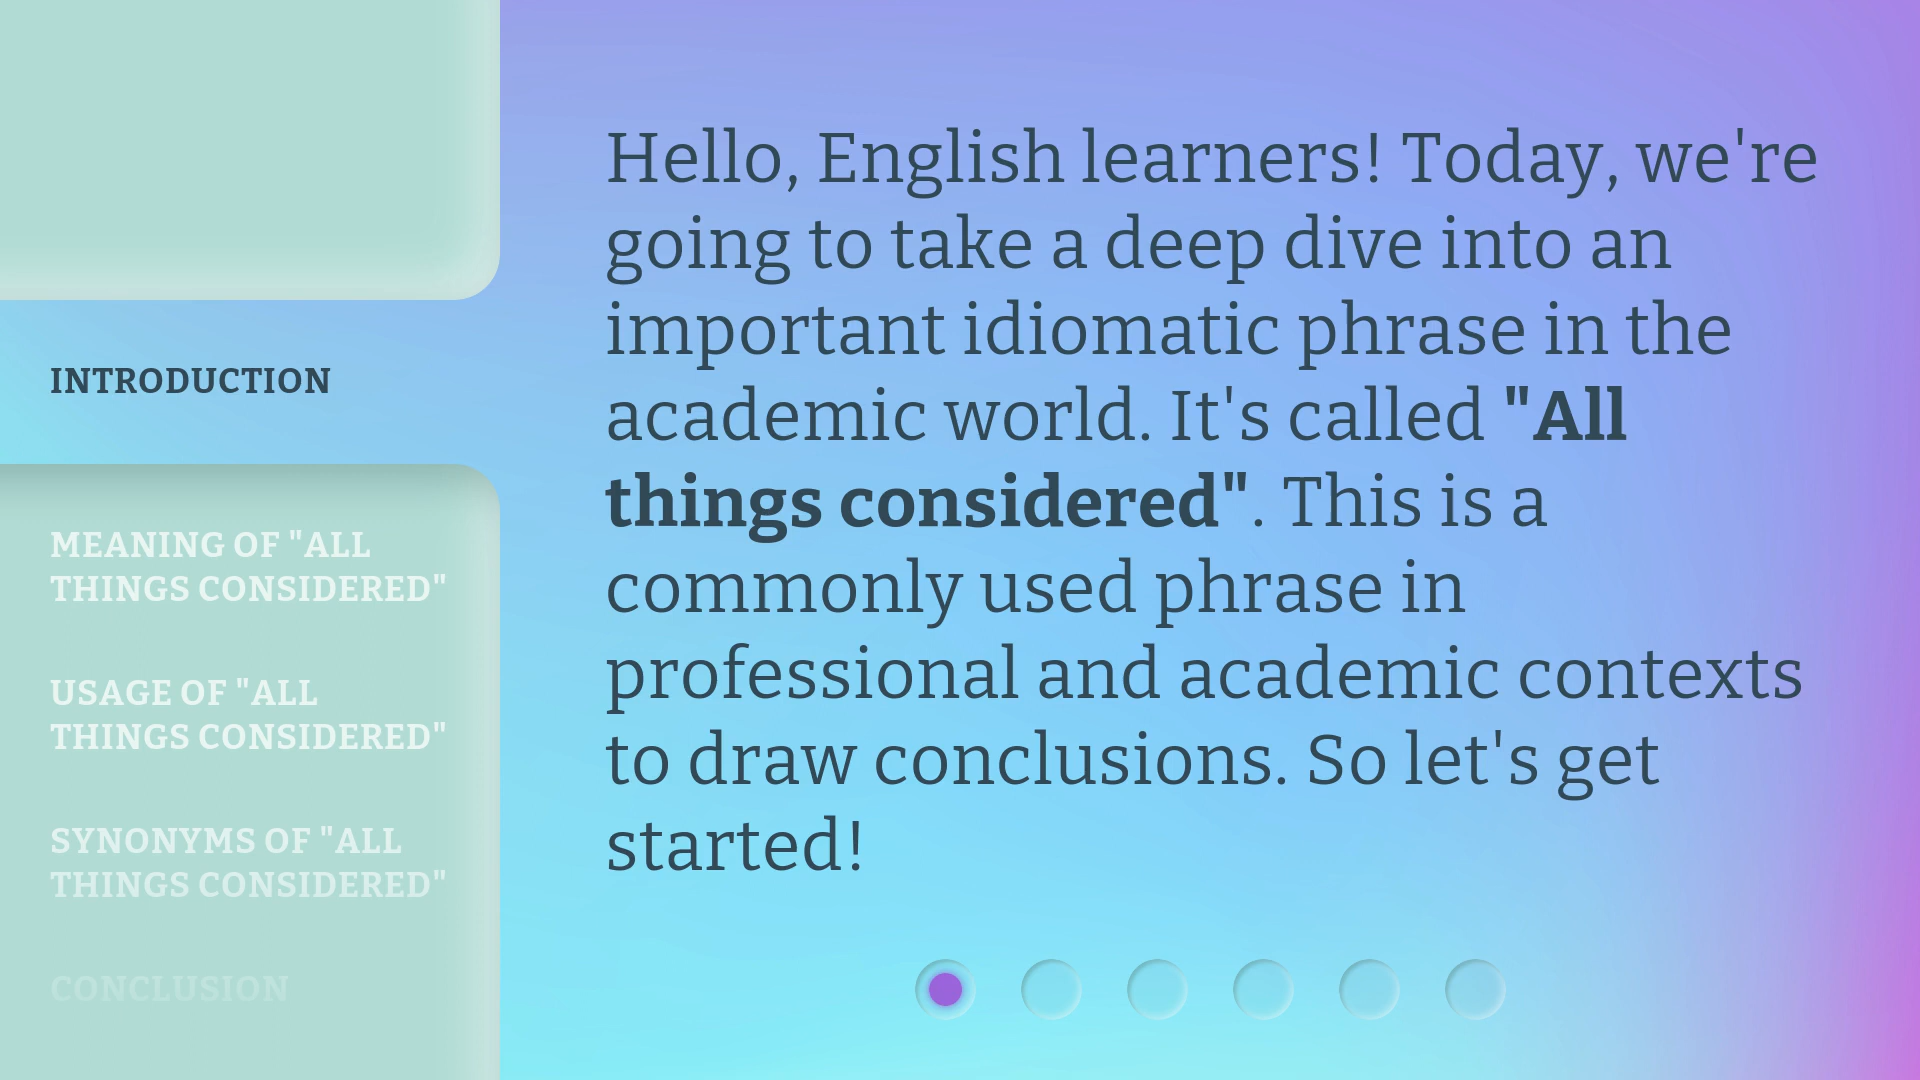 INTRODUCTION
MEANING OF "ALL
THINGS CONSIDERED"
USAGE OF "ALL
THINGS CONSIDERED"
SYNONYMS OF "ALL
THINGS CONSIDERED"
CONCLUSION
Hello, English learners! Today, we're
going to take a deep dive into an
important idiomatic phrase in the
academic world. It's called "All
things considered". This is a
commonly used phrase in
professional and academic contexts
to draw conclusions. So let's get
started!